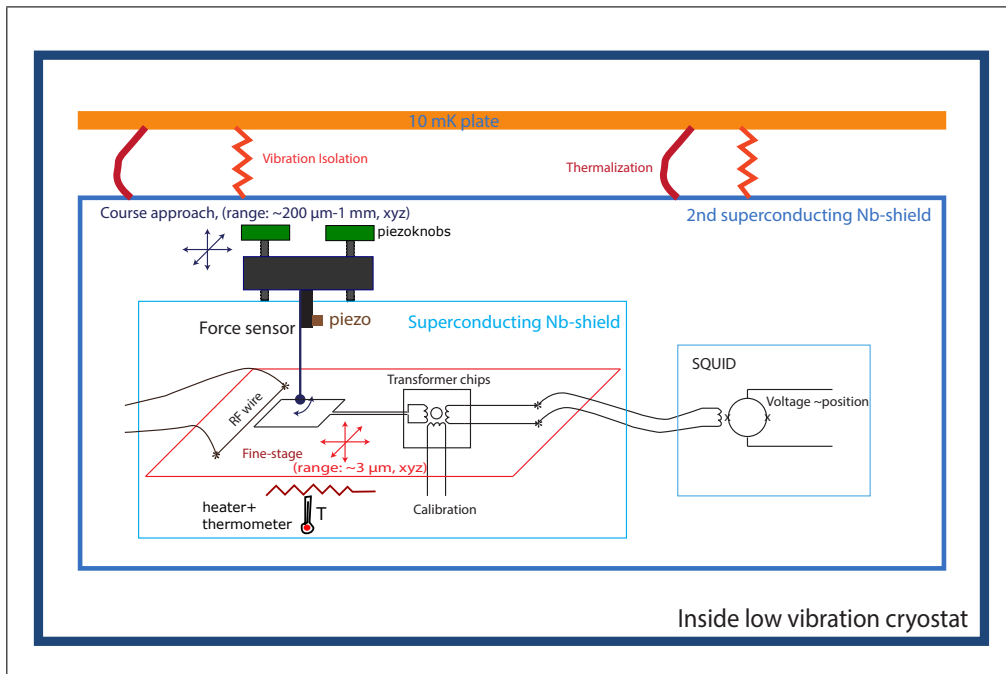 10 mK plate
Vibration Isolation
Thermalization
Course approach, (range: ~200 µm-1 mm, xyz)
2nd superconducting Nb-shield
piezoknobs
Force sensor
piezo
Superconducting Nb-shield
SQUID
Transformer chips
Voltage ~position
RF wire
Fine-stage
(range: ~3 µm, xyz)
heater+
thermometer
T
Calibration
Inside low vibration cryostat